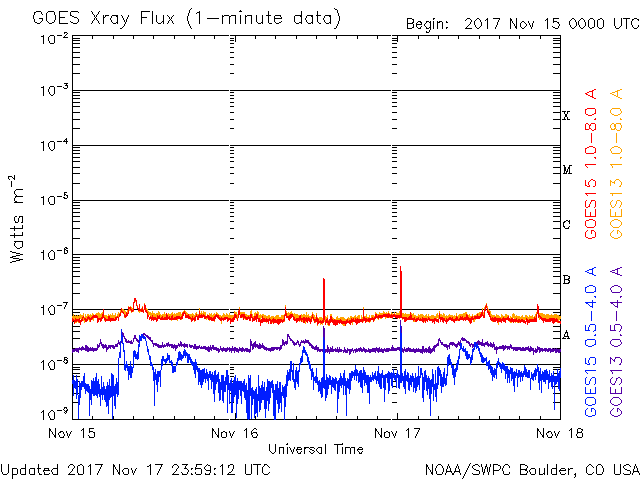 GOES Xray Flux (1-minute data)
Begin: 2017 Nov 15 0000 UTC
10-2
10-3
10-4
10-5
10-6
10-7
10-8
10-9
Watts m-2
X
M
C
B
A
GOES15 1.0-8.0 A
GOES13 1.0-8.0 A
GOES15 0.5-4.0 A
GOES13 0.5-4.0 A
Nov 15
Nov 16
Nov 17
Nov 18
Universal Time
Updated 2017 Nov 17 23:59:12 UTC
NOAA/SWPC Boulder, CO USA